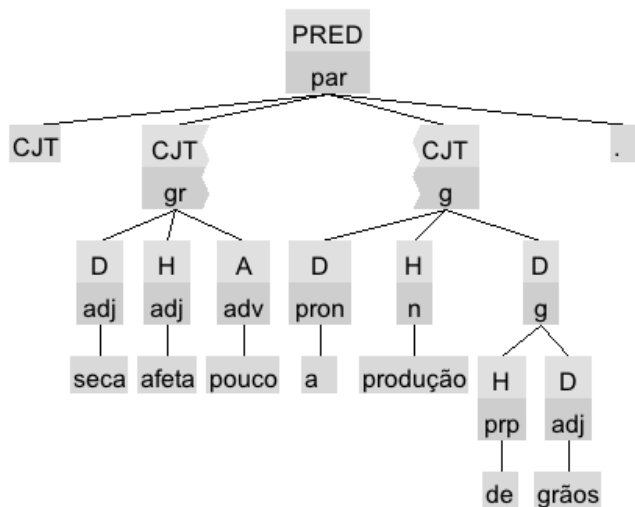 PRED
par
CJT CJT CJT .
gr g
D H A D H D
adj adj adv pron n g
seca afeta pouco a produção H D
prp adj
de grãos